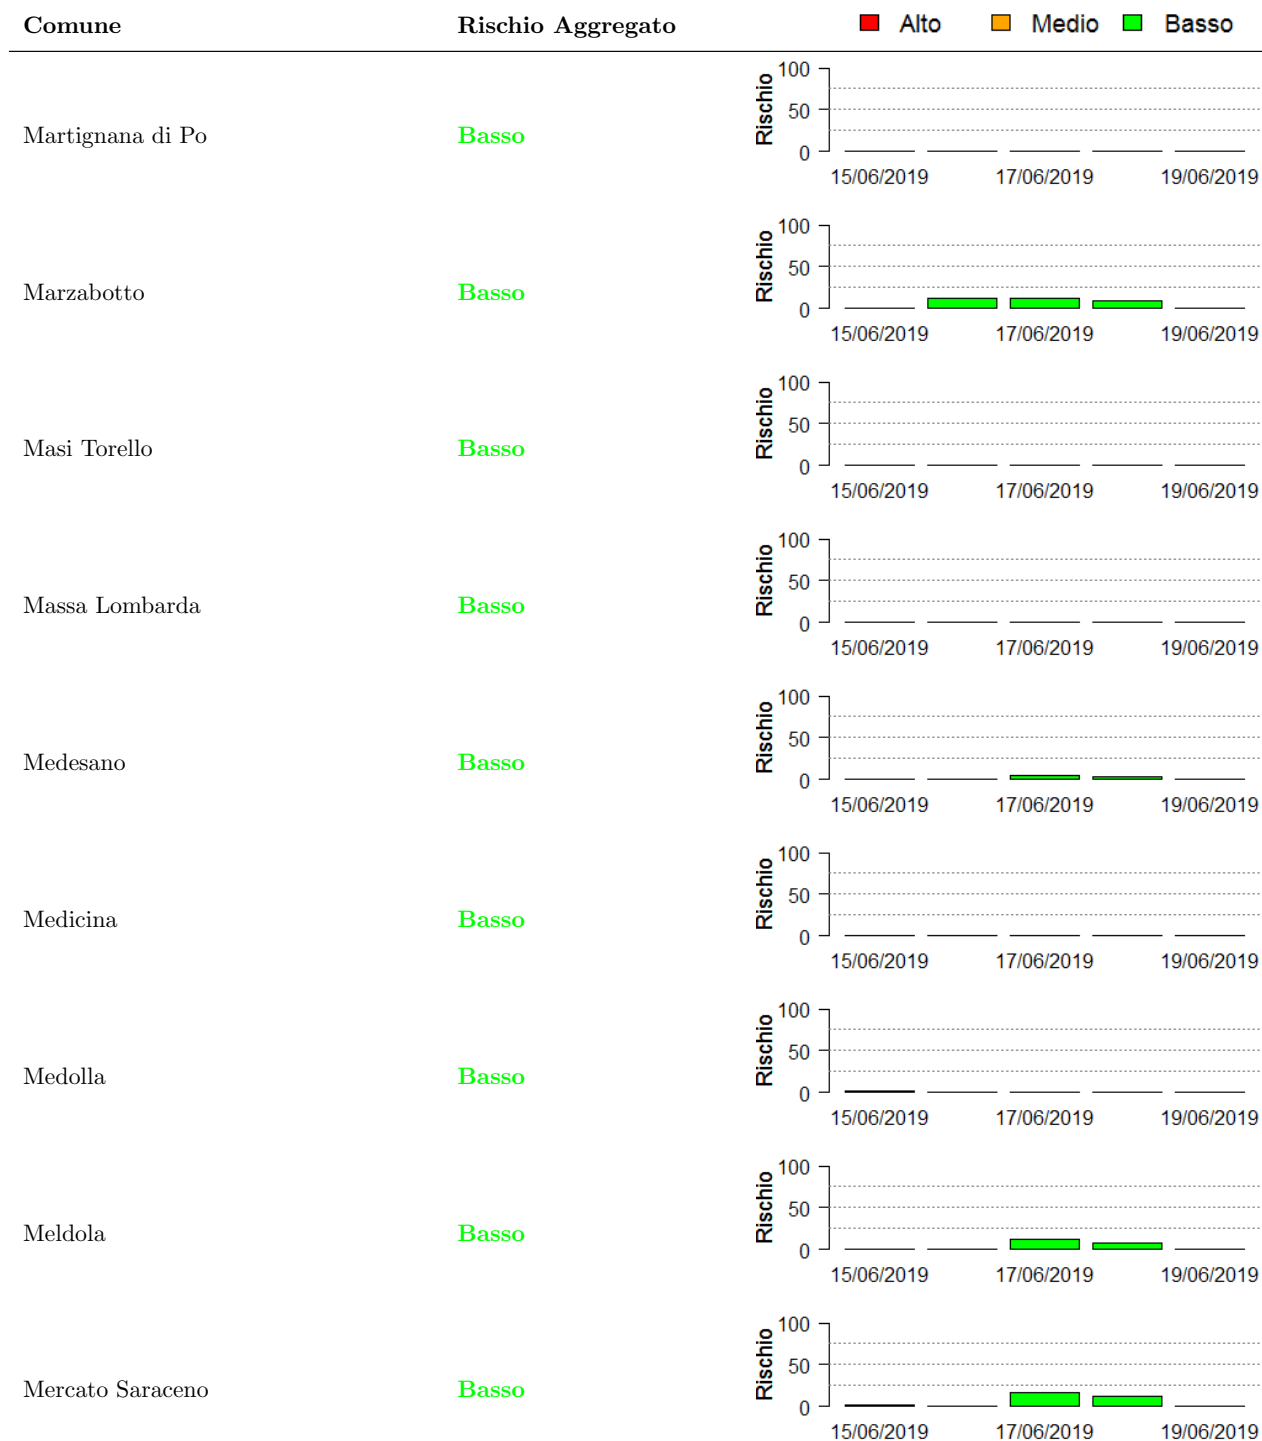 Comune Rischio Aggregato Alto Medio Basso
100
50
0
Rischio
Martignana di Po Basso
15/06/2019 17/06/2019 19/06/2019
100
50
0
Rischio
Marzabotto Basso
15/06/2019 17/06/2019 19/06/2019
100
50
0
Rischio
Masi Torello Basso
15/06/2019 17/06/2019 19/06/2019
100
50
0
Rischio
Massa Lombarda Basso
15/06/2019 17/06/2019 19/06/2019
100
50
0
Rischio
Medesano Basso
15/06/2019 17/06/2019 19/06/2019
100
50
0
Rischio
Medicina Basso
15/06/2019 17/06/2019 19/06/2019
100
50
0
Rischio
Medolla Basso
15/06/2019 17/06/2019 19/06/2019
100
50
0
Rischio
Meldola Basso
15/06/2019 17/06/2019 19/06/2019
100
50
0
Rischio
Mercato Saraceno Basso
15/06/2019 17/06/2019 19/06/2019